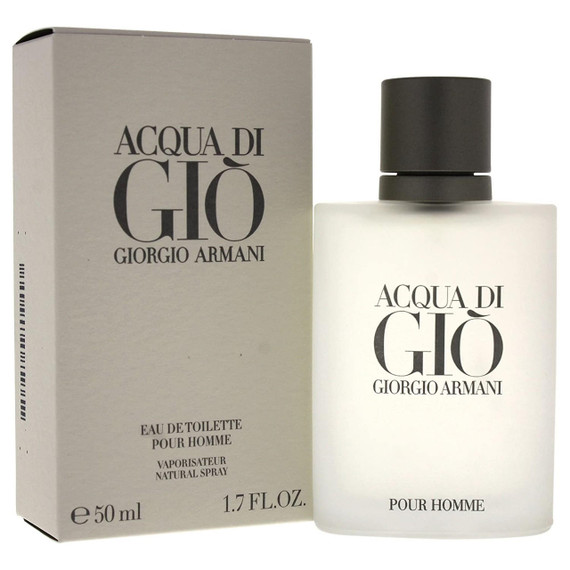 ACQUA DI
GIÒ
GIORGIO ARMANI
EAU DE TOILETTE
POUR HOMME
VAPORISATEUR
NATURAL SPRAY
℮ 50 ml 1.7 FL.OZ.
ACQUA DI
GIÒ
GIORGIO ARMANI
POUR HOMME